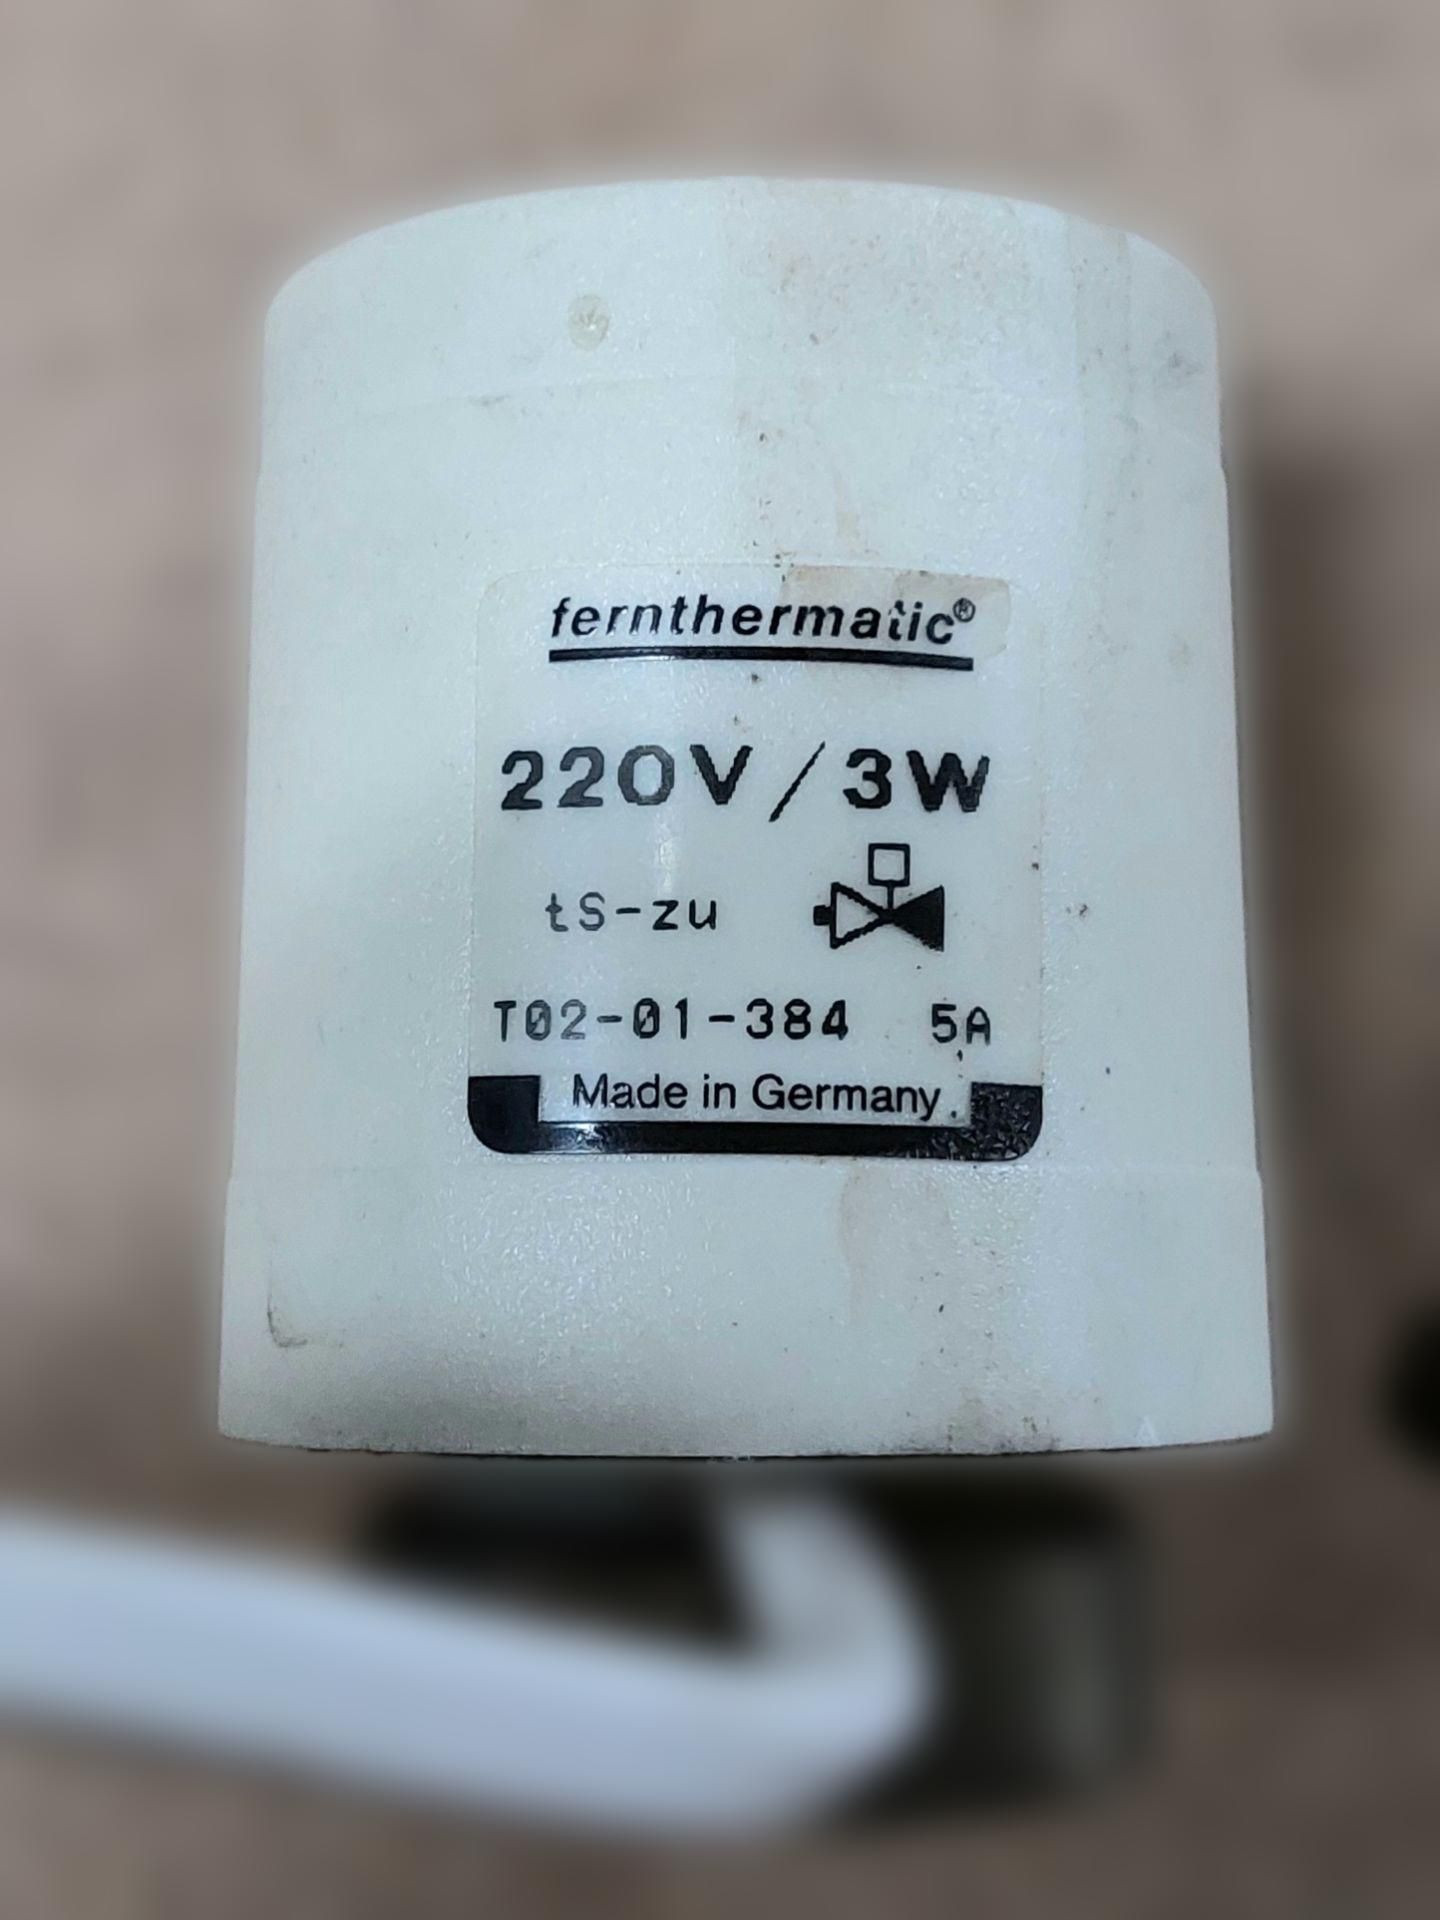 fernthermatic®
220V/3W
tS-zu
T02-01-384 5A
Made in Germany